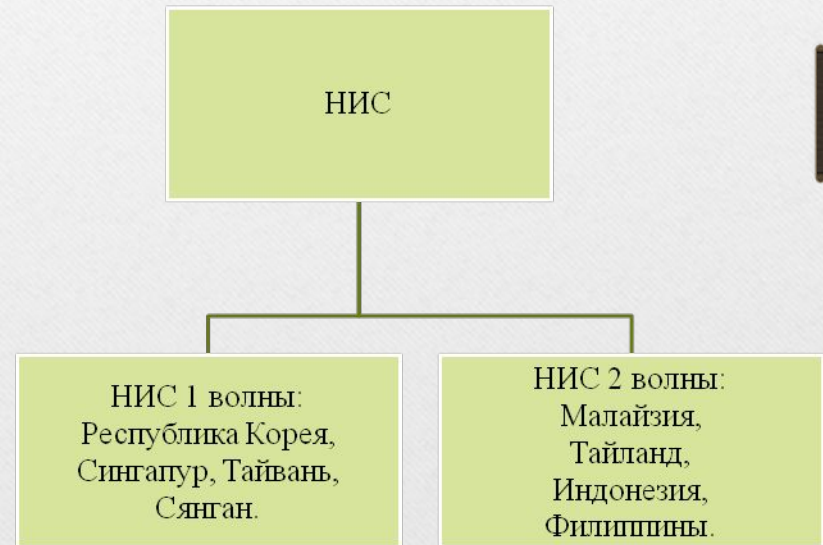 НИС
НИС 1 волны:
Республика Корея,
Сингапур, Тайвань,
Сянган.
НИС 2 волны:
Малайзия,
Тайланд,
Индонезия,
Филиппины.